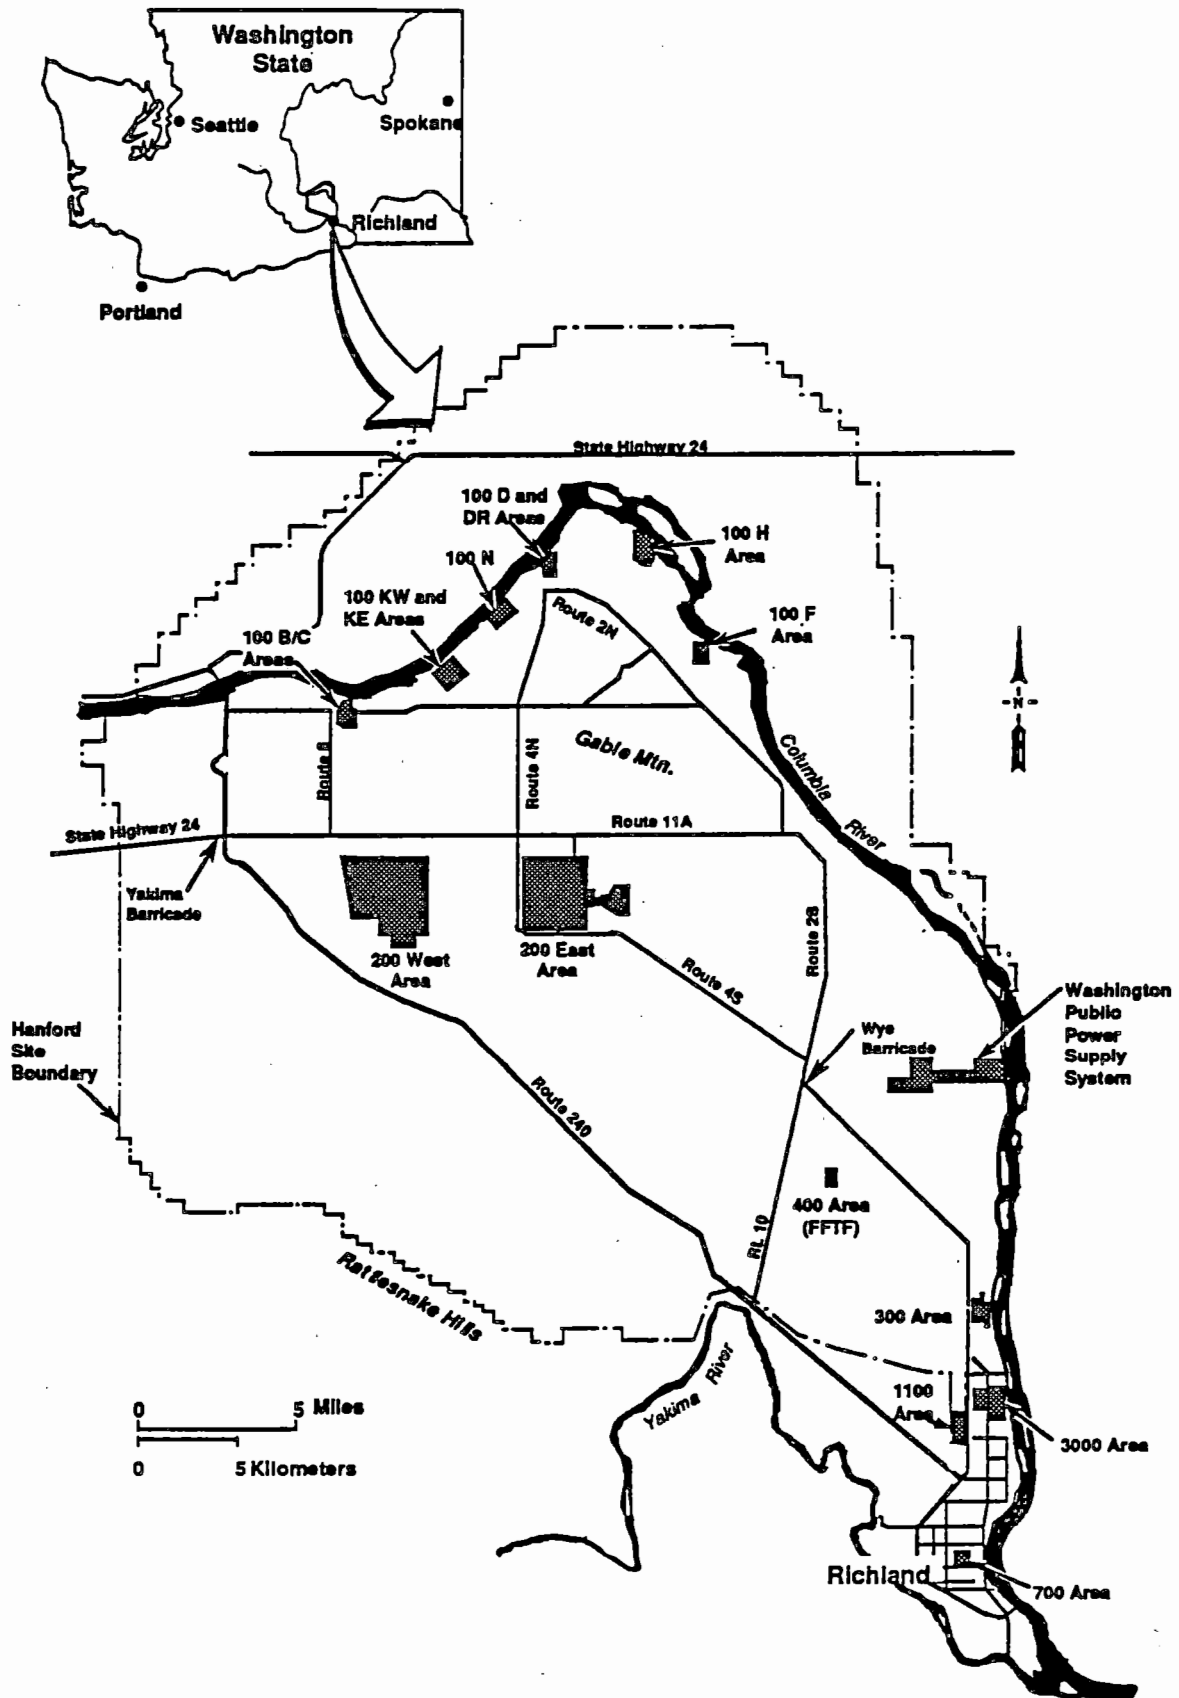 Washington
State
Seattle
Spokane
Richland
Portland
State Highway 24
100 D and
DR Areas
100 H
Area
100 N
100 KW and
KE Areas
100 F
Area
100 B/C
Areas
Route 2N
N
Gable Mtn.
Columbia
River
Route 4N
Route 11A
State Highway 24
Yakima
Barricade
200 West
Area
200 East
Area
Route 2S
Route 4S
Washington
Public
Power
Supply
System
Wye
Barricade
Hanford
Site
Boundary
Route 240
400 Area
(FFTF)
RL 10
Rattlesnake Hills
300 Area
Yakima River
1100
Area
3000 Area
0 5 Miles
0 5 Kilometers
Richland
700 Area